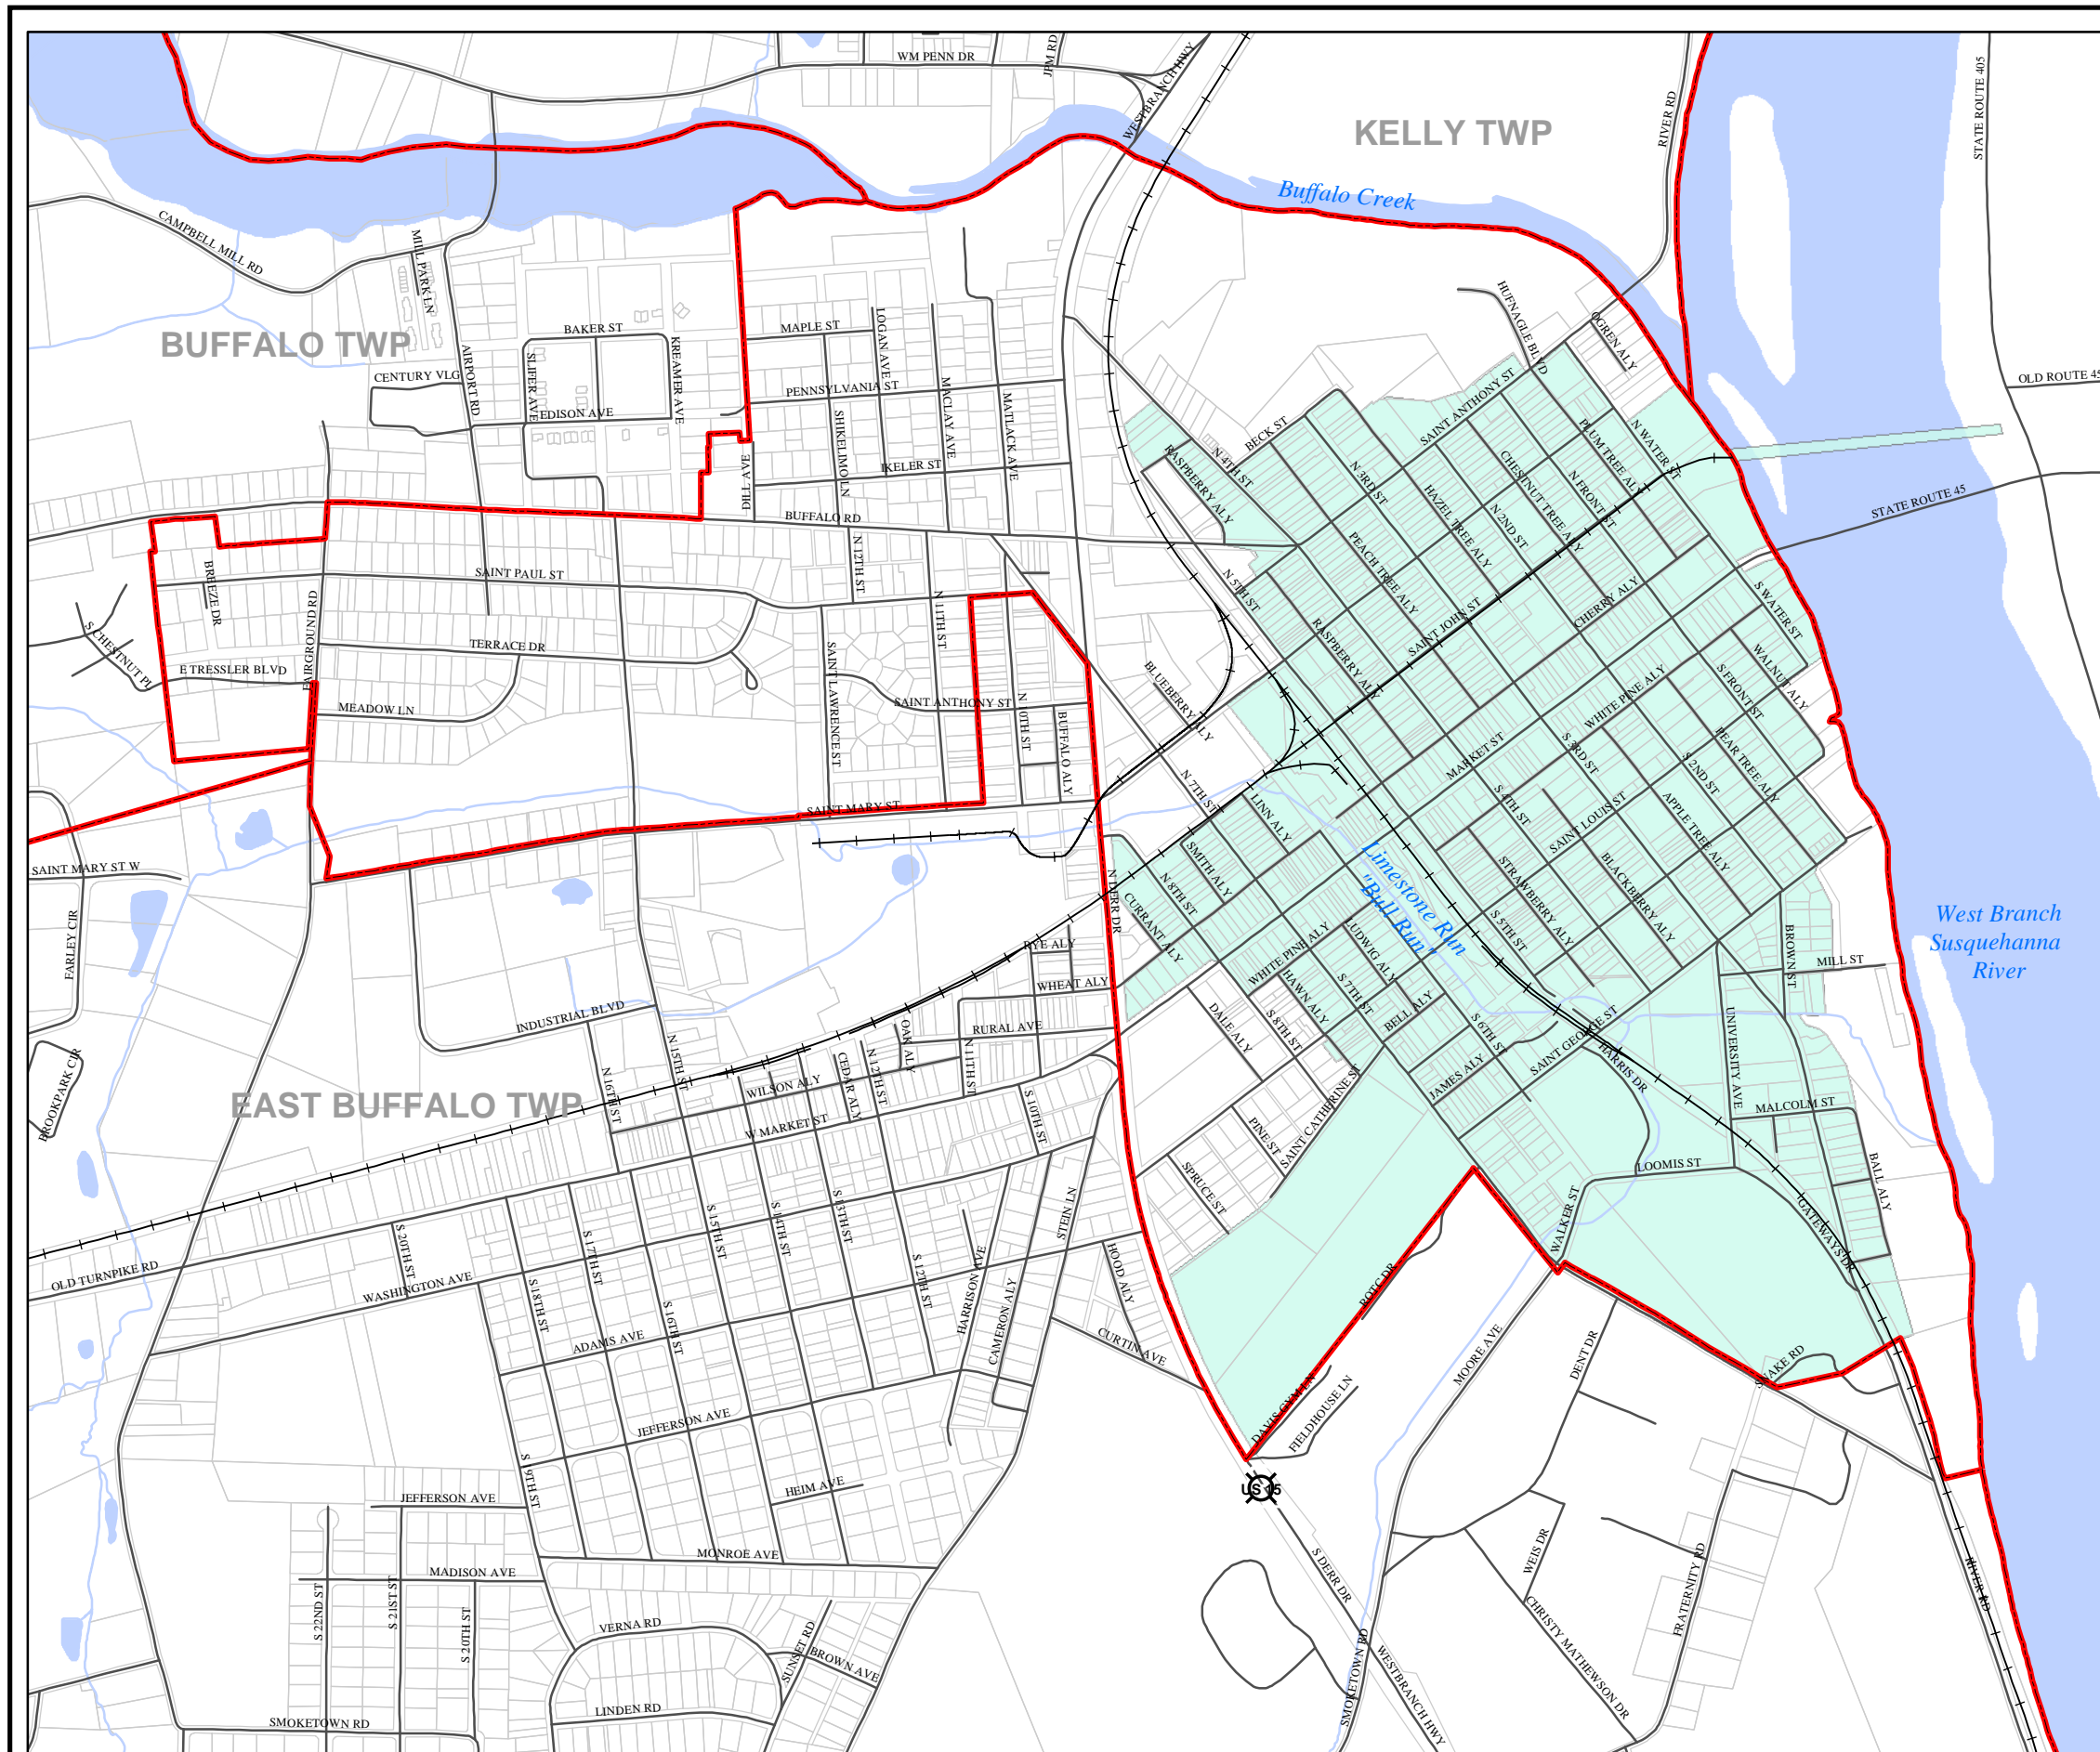 WM PENN DR
JPM RD
WESTBRANCH HWY
KELLY TWP
RIVER RD
STATE ROUTE 405
Buffalo Creek
CAMPBELL MILL RD
MILL PARK LN
BUFFALO TWP
BAKER ST
MAPLE ST
LOGAN AVE
HUFNAGLE BLVD
OGREN ALY
CENTURY VLG
AIRPORT RD
SLIFER AVE
KREAMER AVE
EDISON AVE
PENNSYLVANIA ST
MACLAY AVE
MATLACK AVE
SHIKELIMO LN
OLD ROUTE 45
SAINT ANTHONY ST
BECK ST
N 4TH ST
RASPBERRY ALY
PLUM TREE ALY
N WATER ST
IKELER ST
DILL AVE
N 3RD ST
HAZEL TREE ALY
CHESTNUT TREE ALY
N FRONT ST
N 2ND ST
BUFFALO RD
STATE ROUTE 45
PEACH TREE ALY
N 12TH ST
BREEZE DR
SAINT PAUL ST
N 5TH ST
CHERRY ALY
S WATER ST
FAIRGROUND RD
S CHESTNUT PL
E TRESSLER BLVD
TERRACE DR
N 11TH ST
SAINT JOHN ST
RASPBERRY ALY
SAINT LAWRENCE ST
BLUEBERRY ALY
WALNUT ALY
S FRONT ST
WHITE PINE ALY
MEADOW LN
SAINT ANTHONY ST
N 10TH ST
BUFFALO ALY
MARKET ST
S 3RD ST
S 2ND ST
PEAR TREE ALY
SAINT MARY ST
N 7TH ST
LINN ALY
S 4TH ST
SAINT LOUIS ST
APPLE TREE ALY
SAINT MARY ST W
N DERR DR
SMITH ALY
N 8TH ST
CURRANT ALY
Limestone Run
"Bull Run"
STRAWBERRY ALY
BLACKBERRY ALY
S 5TH ST
West Branch
Susquehanna
River
FARLEY CIR
RYE ALY
WHEAT ALY
WHITE PINE ALY
LUDWIG ALY
HAWN ALY
S 7TH ST
BELL ALY
BROWN ST
MILL ST
INDUSTRIAL BLVD
OAK ALY
RURAL AVE
DALE ALY
S 8TH ST
S 6TH ST
SAINT GEORGE ST
UNIVERSITY AVE
HARRIS DR
N 15TH ST
N 16TH ST
CEDAR ALY
N 12TH ST
N 11TH ST
WILSON ALY
W MARKET ST
S 10TH ST
JAMES ALY
MALCOLM ST
BROOKPARK CIR
EAST BUFFALO TWP
PINE ST
SAINT CATHERINE ST
SPRUCE ST
LOOMIS ST
BALL ALY
WALKER ST
GATEWAYS DR
OLD TURNPIKE RD
S 20TH ST
WASHINGTON AVE
S 17TH ST
S 18TH ST
S 16TH ST
S 15TH ST
S 14TH ST
S 13TH ST
S 12TH ST
STEIN LN
HARRISON AVE
CAMERON ALY
HOOD ALY
CURTIN AVE
ROTC DR
ADAMS AVE
MOORE AVE
DENT DR
SNAKE RD
DAVIS GYM LN
FIELDHOUSE LN
JEFFERSON AVE
S 19TH ST
HEIM AVE
US 15
JEFFERSON AVE
MONROE AVE
MADISON AVE
S 22ND ST
S 21ST ST
S 20TH ST
S DERR DR
WEIS DR
CHRISTY MATHEWSON DR
FRATERNITY RD
RIVER RD
VERNA RD
SUNSET RD
BROWN AVE
LINDEN RD
SMOKETOWN RD
SMOKETOWN RD
WESTBRANCH HWY